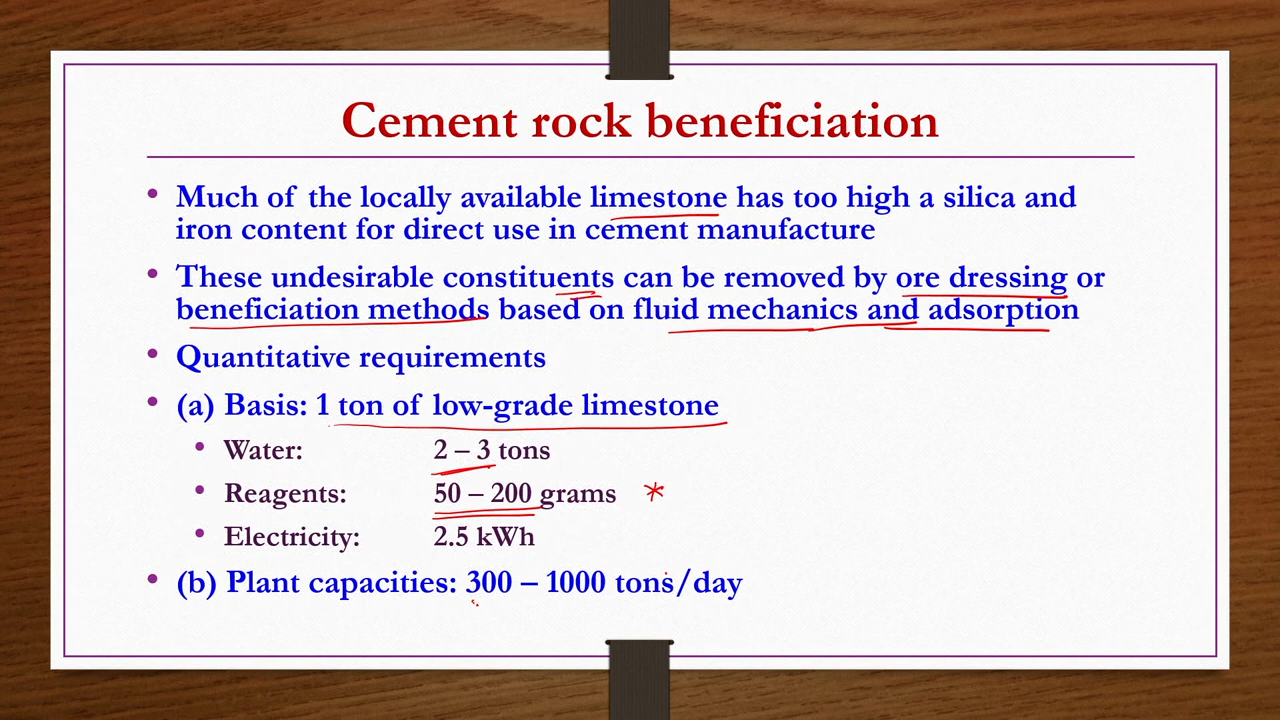 Cement rock beneficiation
• Much of the locally available limestone has too high a silica and
iron content for direct use in cement manufacture
• These undesirable constituents can be removed by ore dressing or
beneficiation methods based on fluid mechanics and adsorption
• Quantitative requirements
• (a) Basis: 1 ton of low-grade limestone
• Water: 2 – 3 tons
• Reagents: 50 – 200 grams *
• Electricity: 2.5 kWh
• (b) Plant capacities: 300 – 1000 tons/day